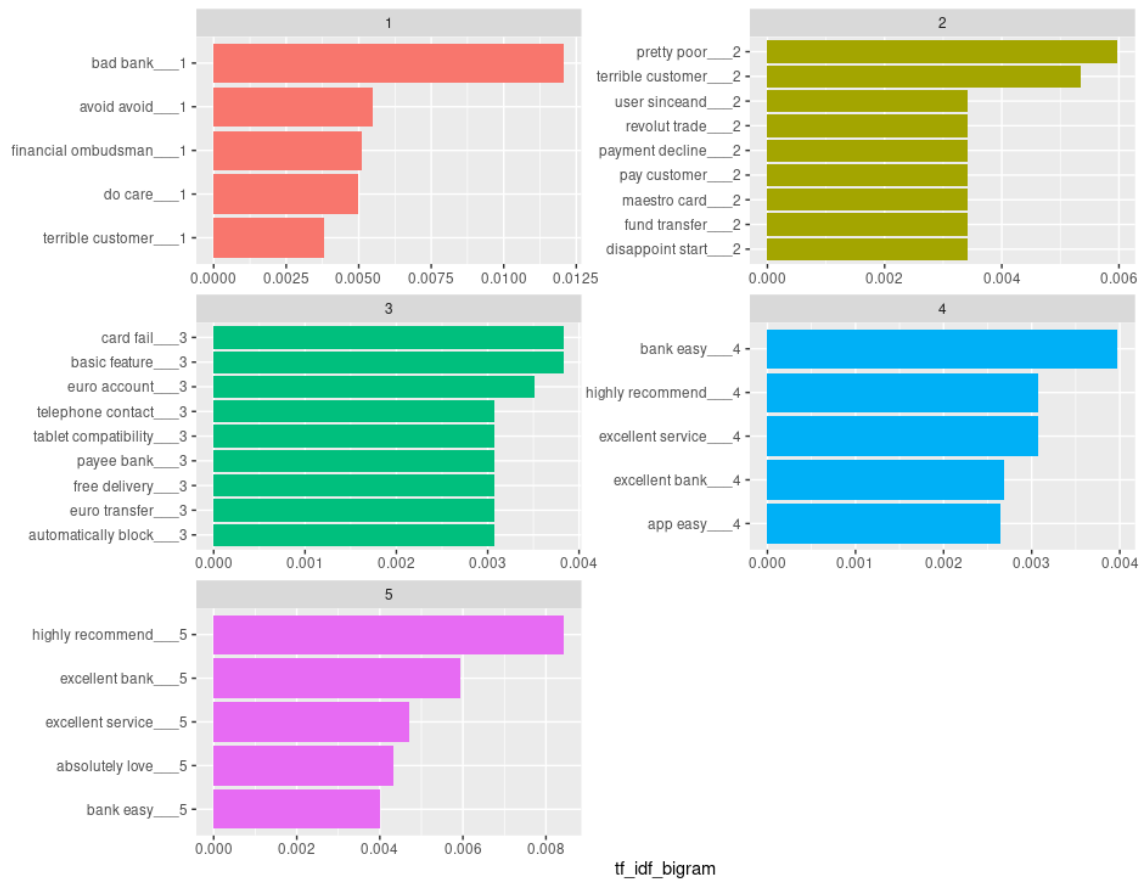 1
bad bank___1
avoid avoid___1
financial ombudsman___1
do care___1
terrible customer___1
0.0000 0.0025 0.0050 0.0075 0.0100 0.0125
2
pretty poor___2
terrible customer___2
user sinceand___2
revolut trade___2
payment decline___2
pay customer___2
maestro card___2
fund transfer___2
disappoint start___2
0.000 0.002 0.004 0.006
3
card fail___3
basic feature___3
euro account___3
telephone contact___3
tablet compatibility___3
payee bank___3
free delivery___3
euro transfer___3
automatically block___3
0.000 0.001 0.002 0.003 0.004
4
bank easy___4
highly recommend___4
excellent service___4
excellent bank___4
app easy___4
0.000 0.001 0.002 0.003 0.004
5
highly recommend___5
excellent bank___5
excellent service___5
absolutely love___5
bank easy___5
0.000 0.002 0.004 0.006 0.008
tf_idf_bigram